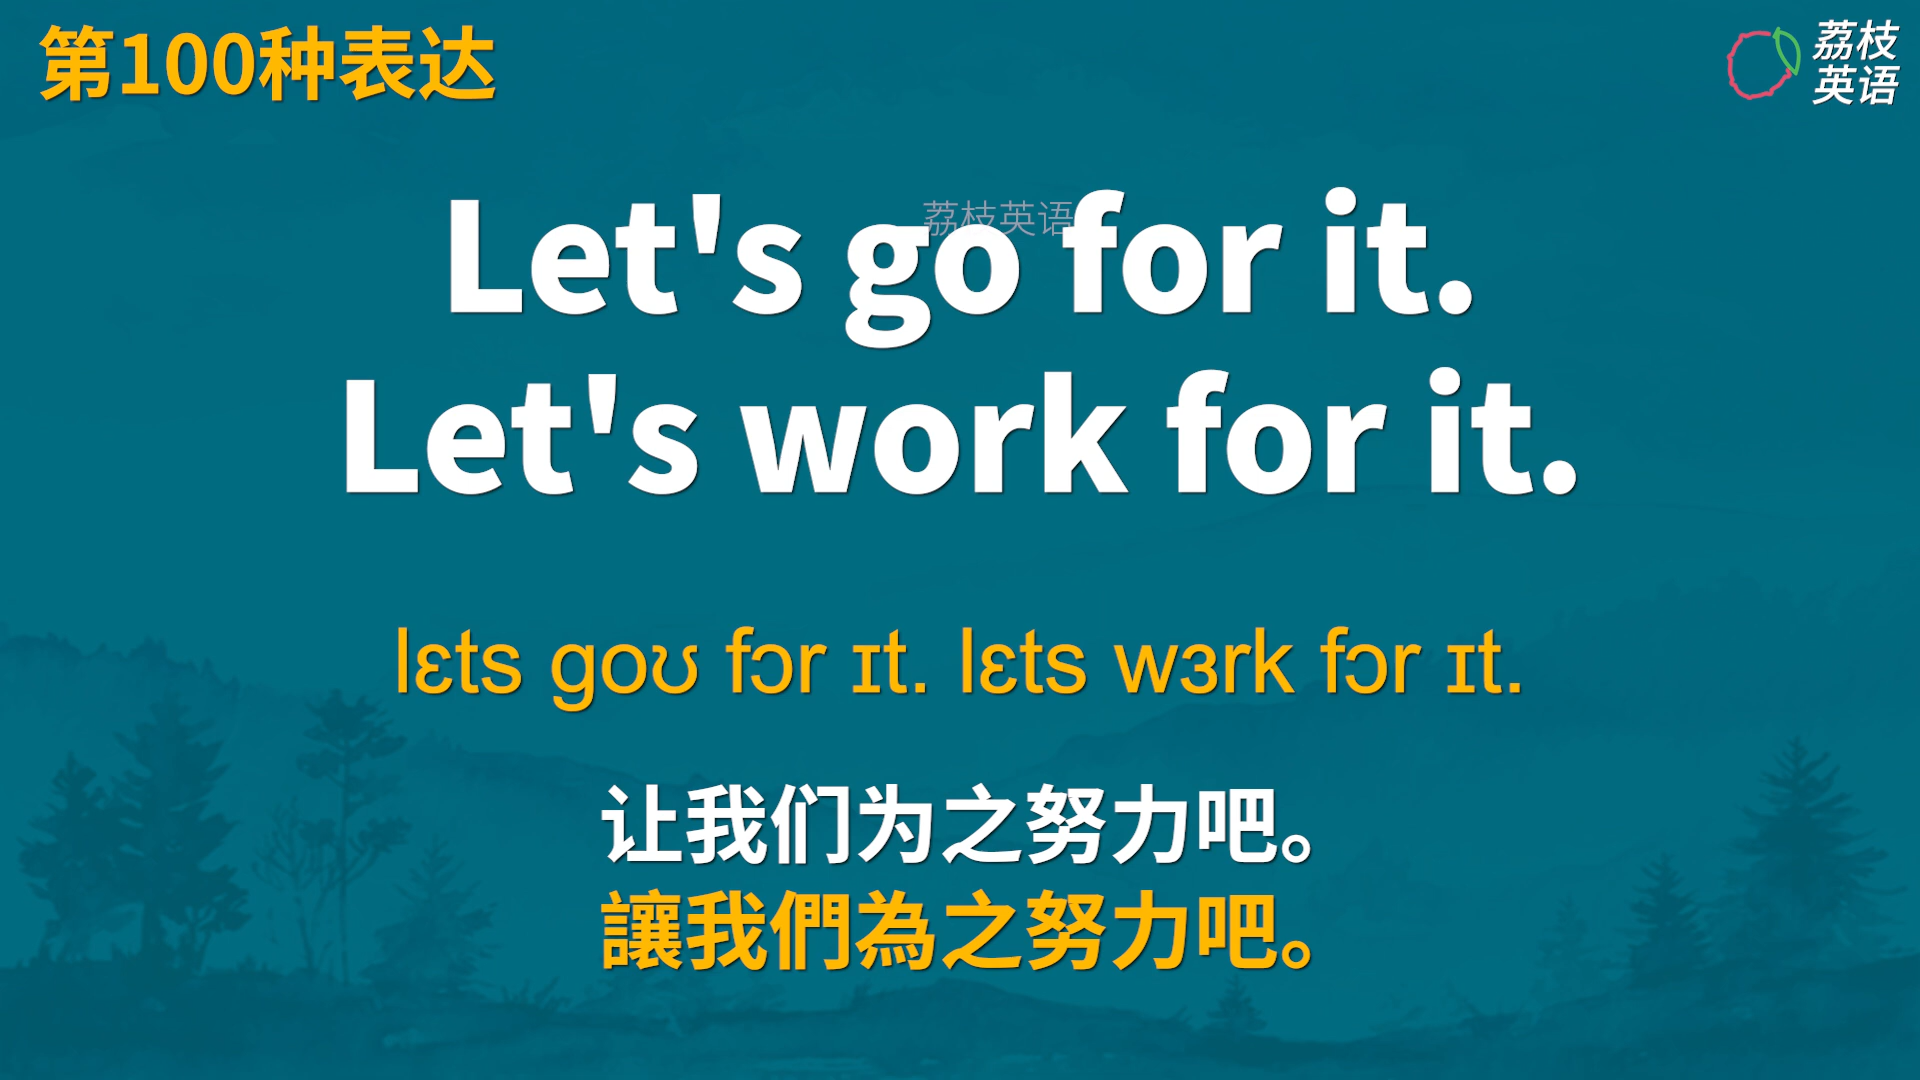 第100种表达
荔枝
英语
荔枝英语
Let's go for it.
Let's work for it.
lɛts goʊ fɔr ɪt. lɛts wɜrk fɔr ɪt.
让我们为之努力吧。
讓我們為之努力吧。